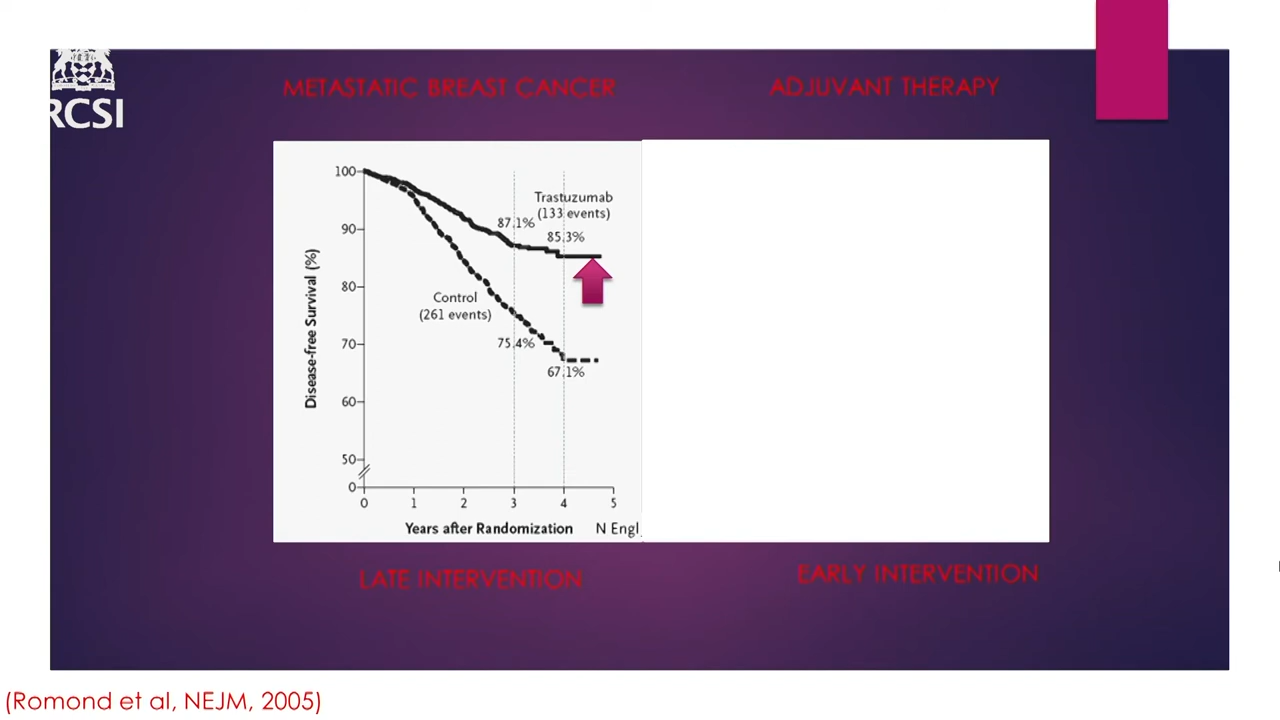 RCSI
METASTATIC BREAST CANCER
ADJUVANT THERAPY
100
90
80
70
60
50
0
Disease-free Survival (%)
Trastuzumab
(133 events)
87.1%
85.3%
Control
(261 events)
75.4%
67.1%
0 1 2 3 4 5
Years after Randomization
N Engl
LATE INTERVENTION
EARLY INTERVENTION
(Romond et al, NEJM, 2005)